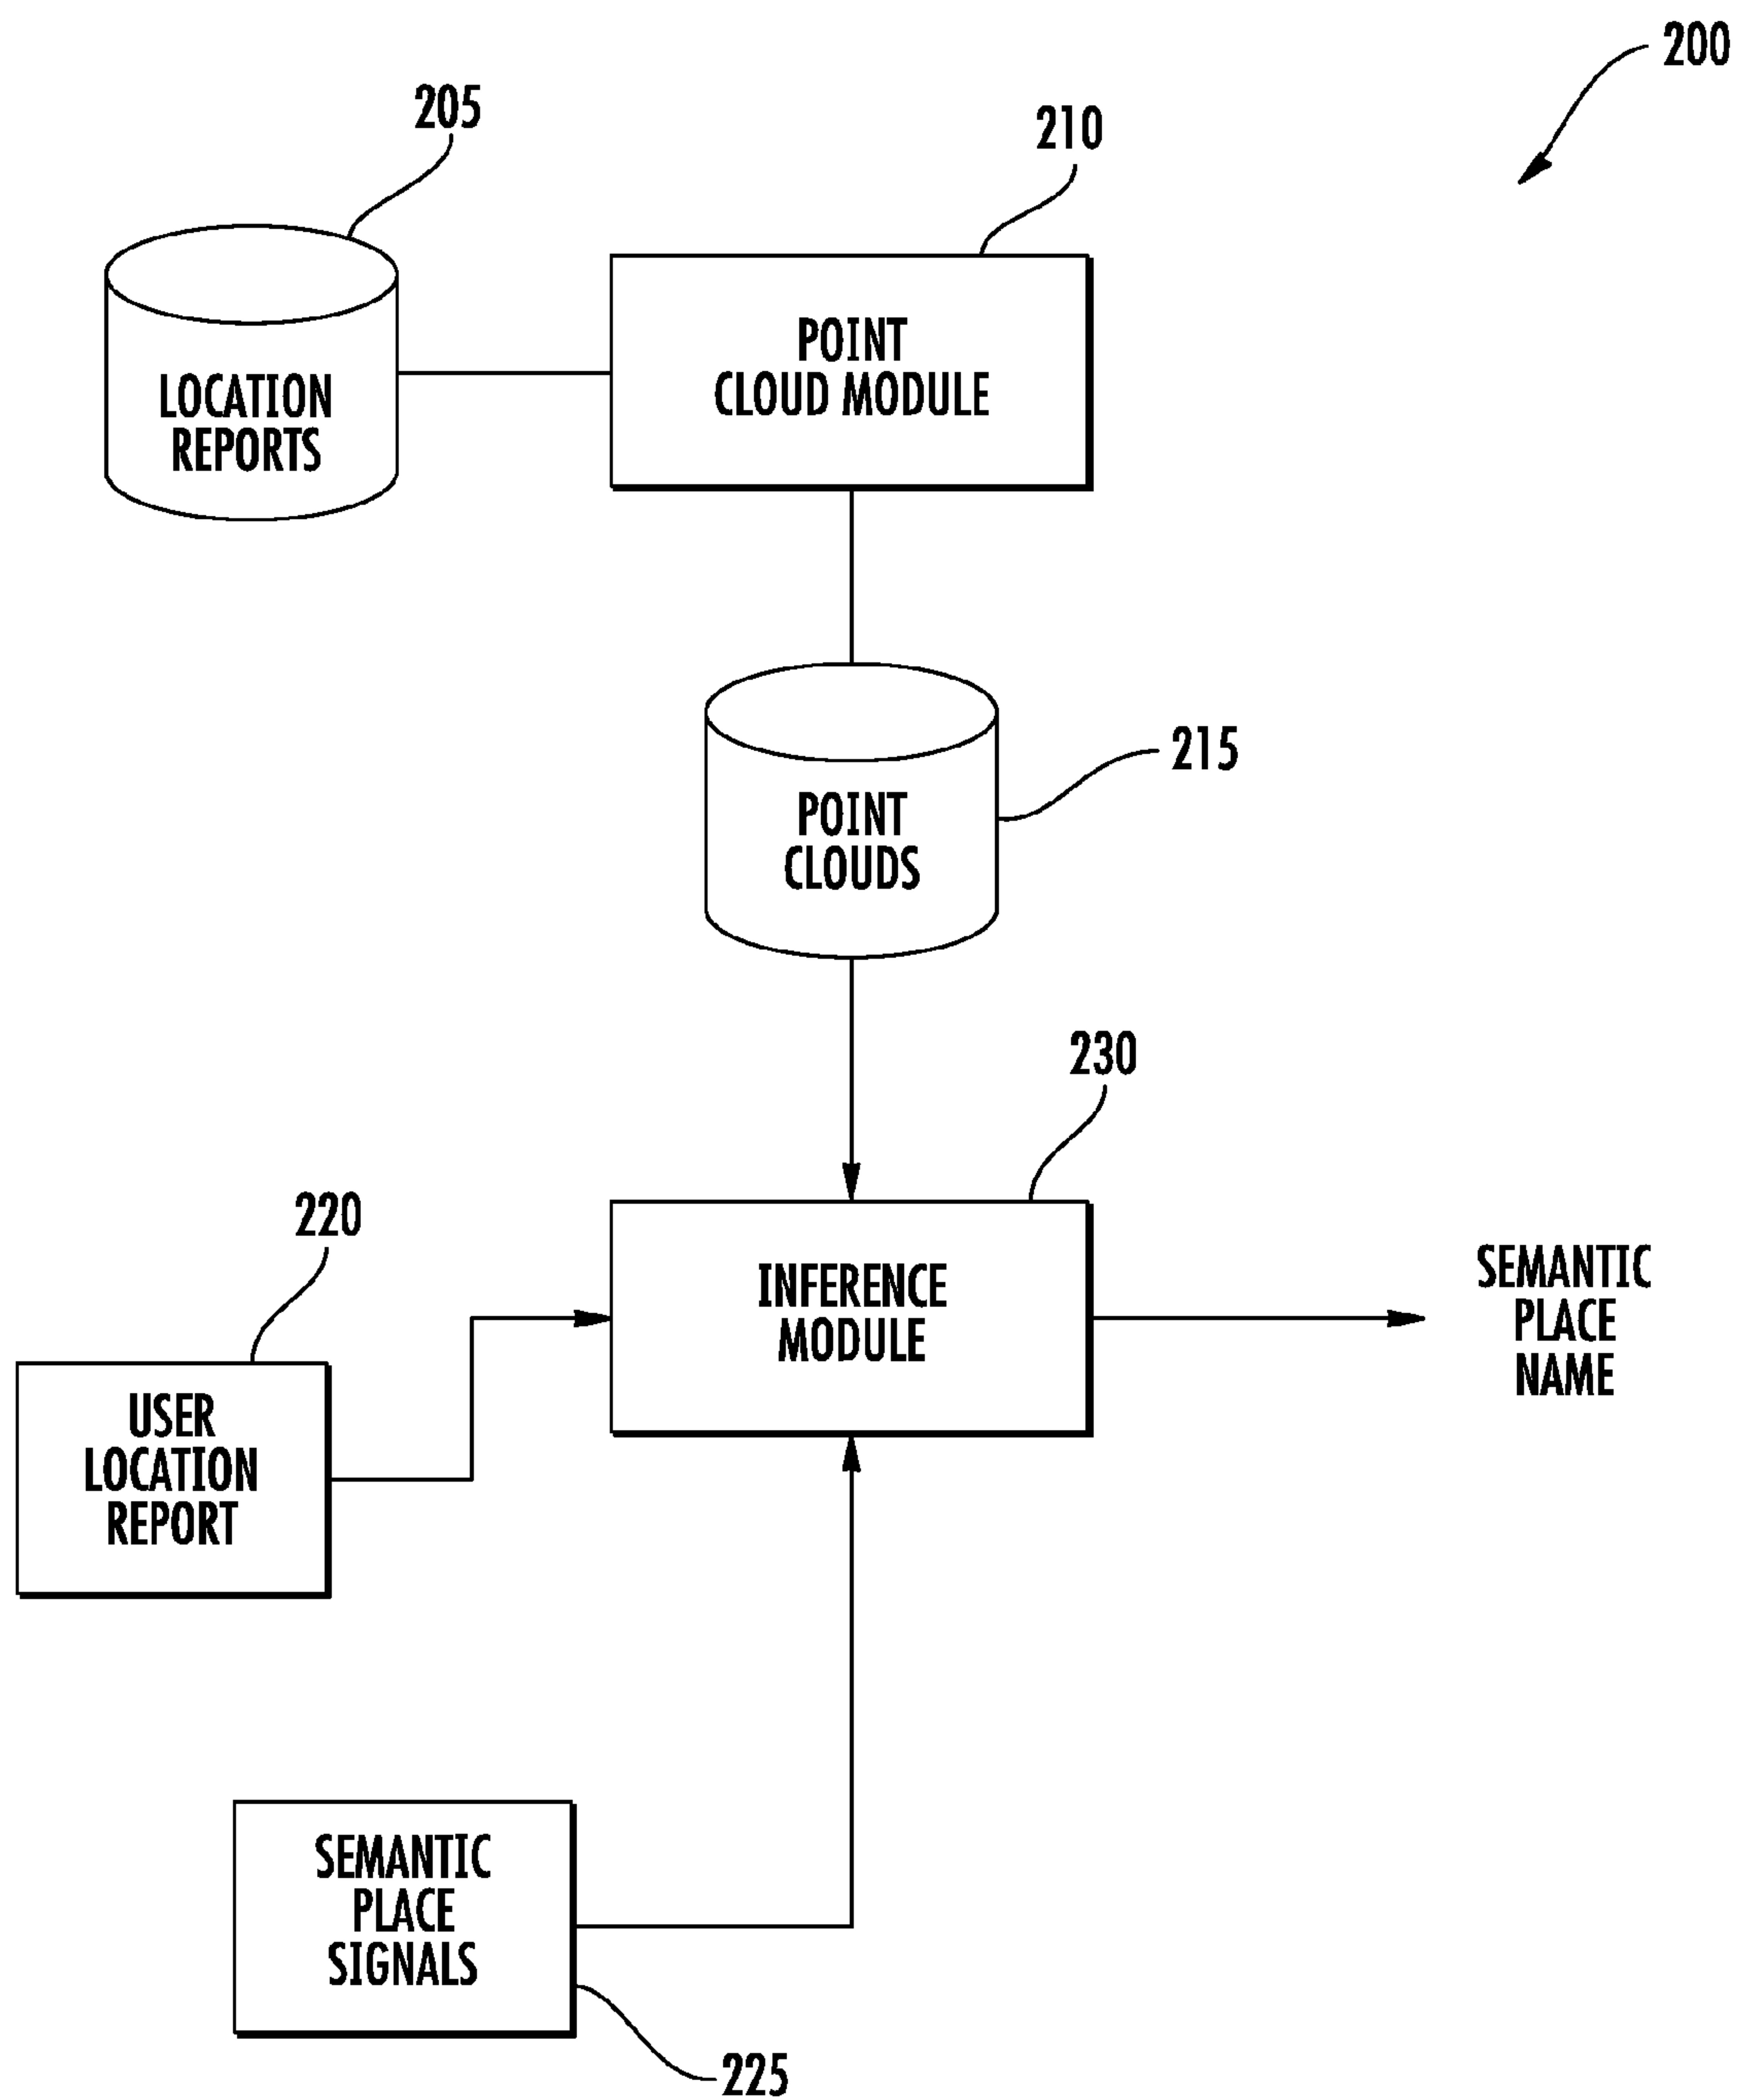 200
205
210
LOCATION
REPORTS
POINT
CLOUD MODULE
215
POINT
CLOUDS
230
220
INFERENCE
MODULE
SEMANTIC
PLACE
NAME
USER
LOCATION
REPORT
SEMANTIC
PLACE
SIGNALS
225